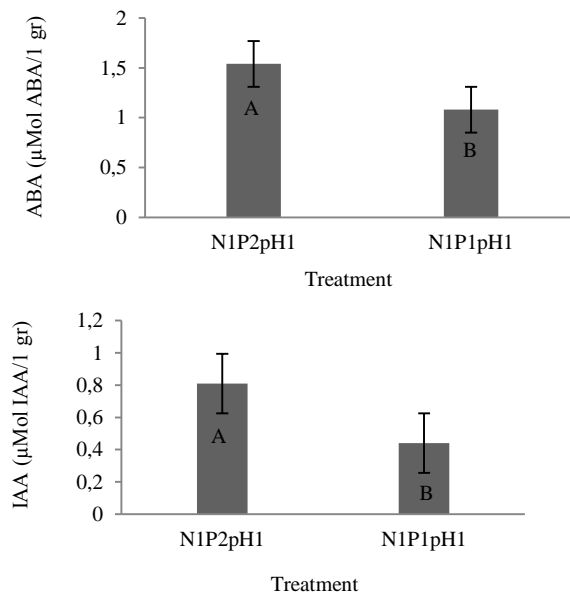 ABA (µMol ABA/1 gr)
2
1,5
1
0,5
0
A
B
N1P2pH1 N1P1pH1
Treatment
IAA (µMol IAA/1 gr)
1,2
1
0,8
0,6
0,4
0,2
0
A
B
N1P2pH1 N1P1pH1
Treatment